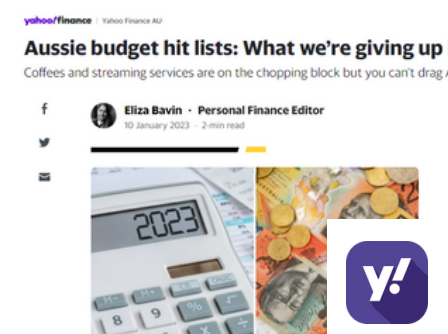 yahoo!finance | Yahoo Finance AU
Aussie budget hit lists: What we're giving up
Coffees and streaming services are on the chopping block but you can't drag
Eliza Bavin · Personal Finance Editor
10 January 2023 · 2-min read
2023
M- M+
8 9 % √
× ÷
y!